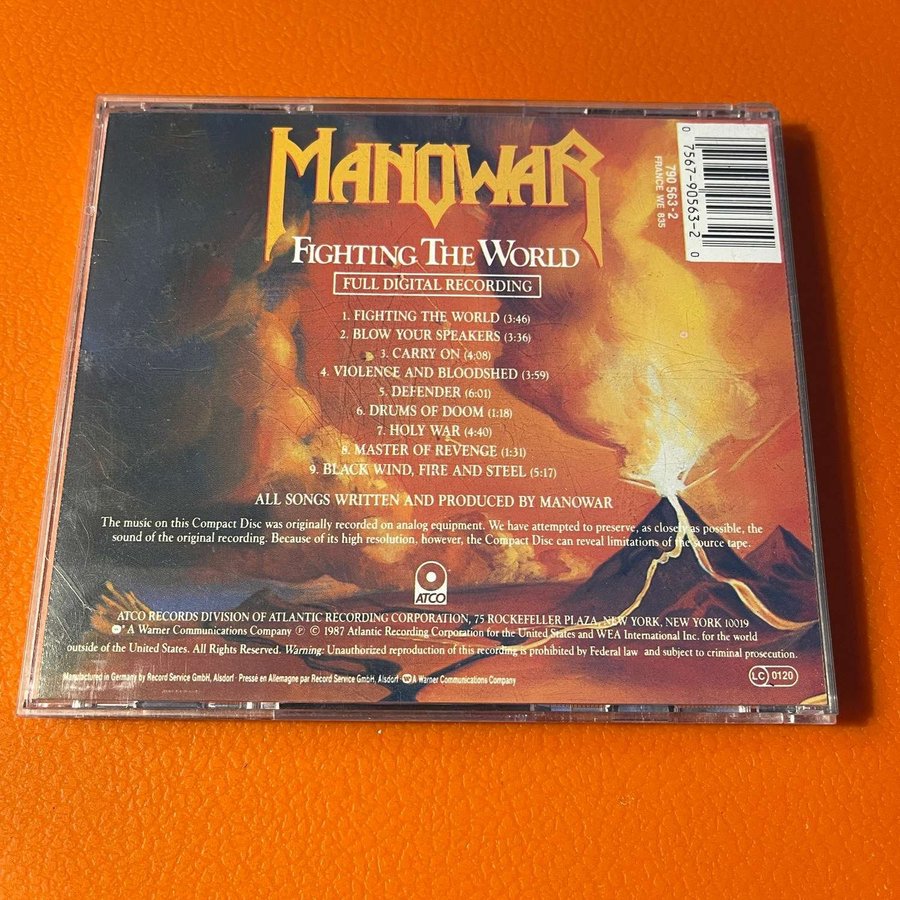 MANOWAR
FIGHTING THE WORLD
FULL DIGITAL RECORDING
1. FIGHTING THE WORLD (3:46)
2. BLOW YOUR SPEAKERS (3:36)
3. CARRY ON (4:08)
4. VIOLENCE AND BLOODSHED (3:59)
5. DEFENDER (6:01)
6. DRUMS OF DOOM (1:18)
7. HOLY WAR (4:40)
8. MASTER OF REVENGE (1:31)
9. BLACK WIND, FIRE AND STEEL (5:17)
ALL SONGS WRITTEN AND PRODUCED BY MANOWAR
The music on this Compact Disc was originally recorded on analog equipment. We have attempted to preserve, as closely as possible, the
sound of the original recording. Because of its high resolution, however, the Compact Disc can reveal limitations of the source tape.
ATCO
ATCO RECORDS DIVISION OF ATLANTIC RECORDING CORPORATION, 75 ROCKEFELLER PLAZA, NEW YORK, NEW YORK 10019
A Warner Communications Company ℗ © 1987 Atlantic Recording Corporation for the United States and WEA International Inc. for the world
outside of the United States. All Rights Reserved. Warning: Unauthorized reproduction of this recording is prohibited by Federal law and subject to criminal prosecution.
Manufactured in Germany by Record Service GmbH, Alsdorf · Pressé en Allemagne par Record Service GmbH, Alsdorf · A Warner Communications Company
LC 0120
0 7567-90563-2 0
790 563-2
FRANCE WE 835